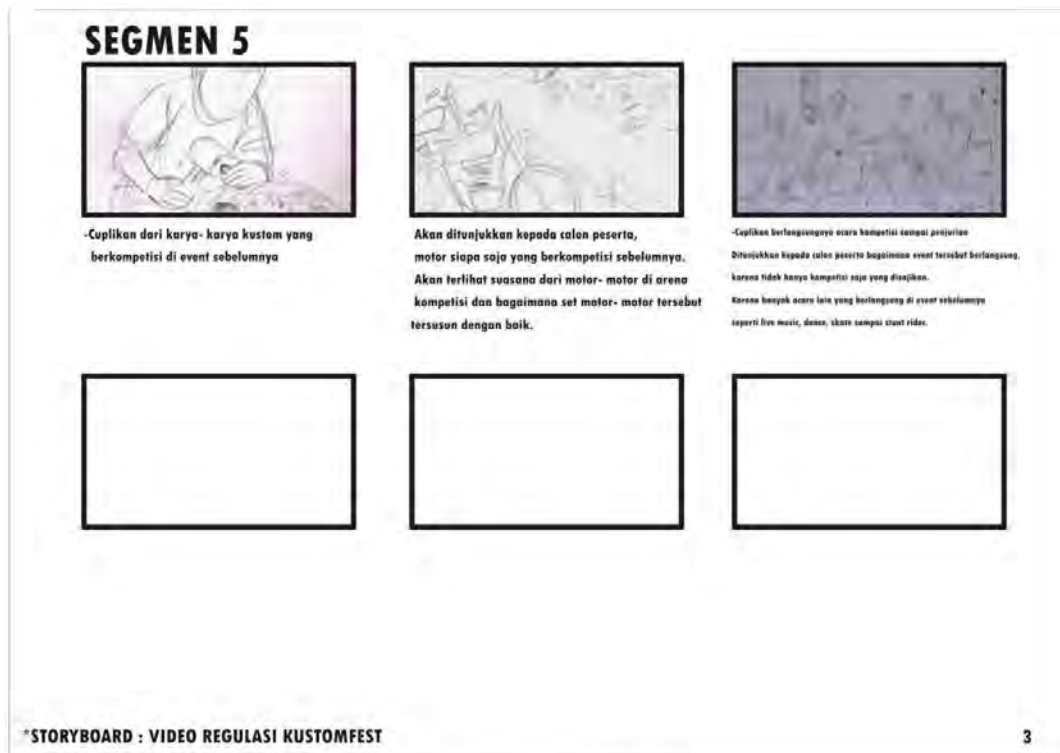 SEGMEN 5
-Cuplikan dari karya- karya kustom yang
berkompetisi di event sebelumnya
Akan ditunjukkan kepada calon peserta,
motor siapa saja yang berkompetisi sebelumnya.
Akan terlihat suasana dari motor- motor di arena
kompetisi dan bagaimana set motor- motor tersebut
tersusun dengan baik.
-Cuplikan berlangsungnya acara kompetisi sampai penjurian
Ditunjukkan kepada calon peserta bagaimana event tersebut berlangsung,
karena tidak hanya kompetisi saja yang disajikan.
Karena banyak acara lain yang berlangsung di event sebelumnya
seperti live music, dance, skate sampai stunt rider.
*STORYBOARD : VIDEO REGULASI KUSTOMFEST
3